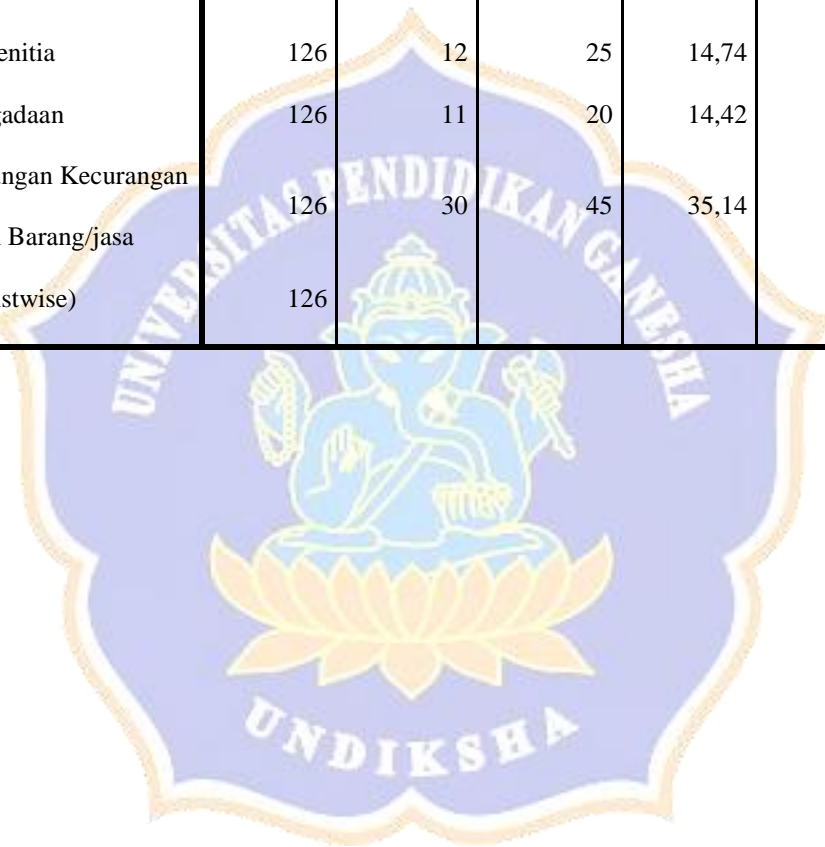 enitia 126 12 25 14,74
gadaan 126 11 20 14,42
ngan Kecurangan
126 30 45 35,14
Barang/jasa
stwise) 126
UNIVERSITAS PENDIDIKAN GANESHA
UNDIKSHA